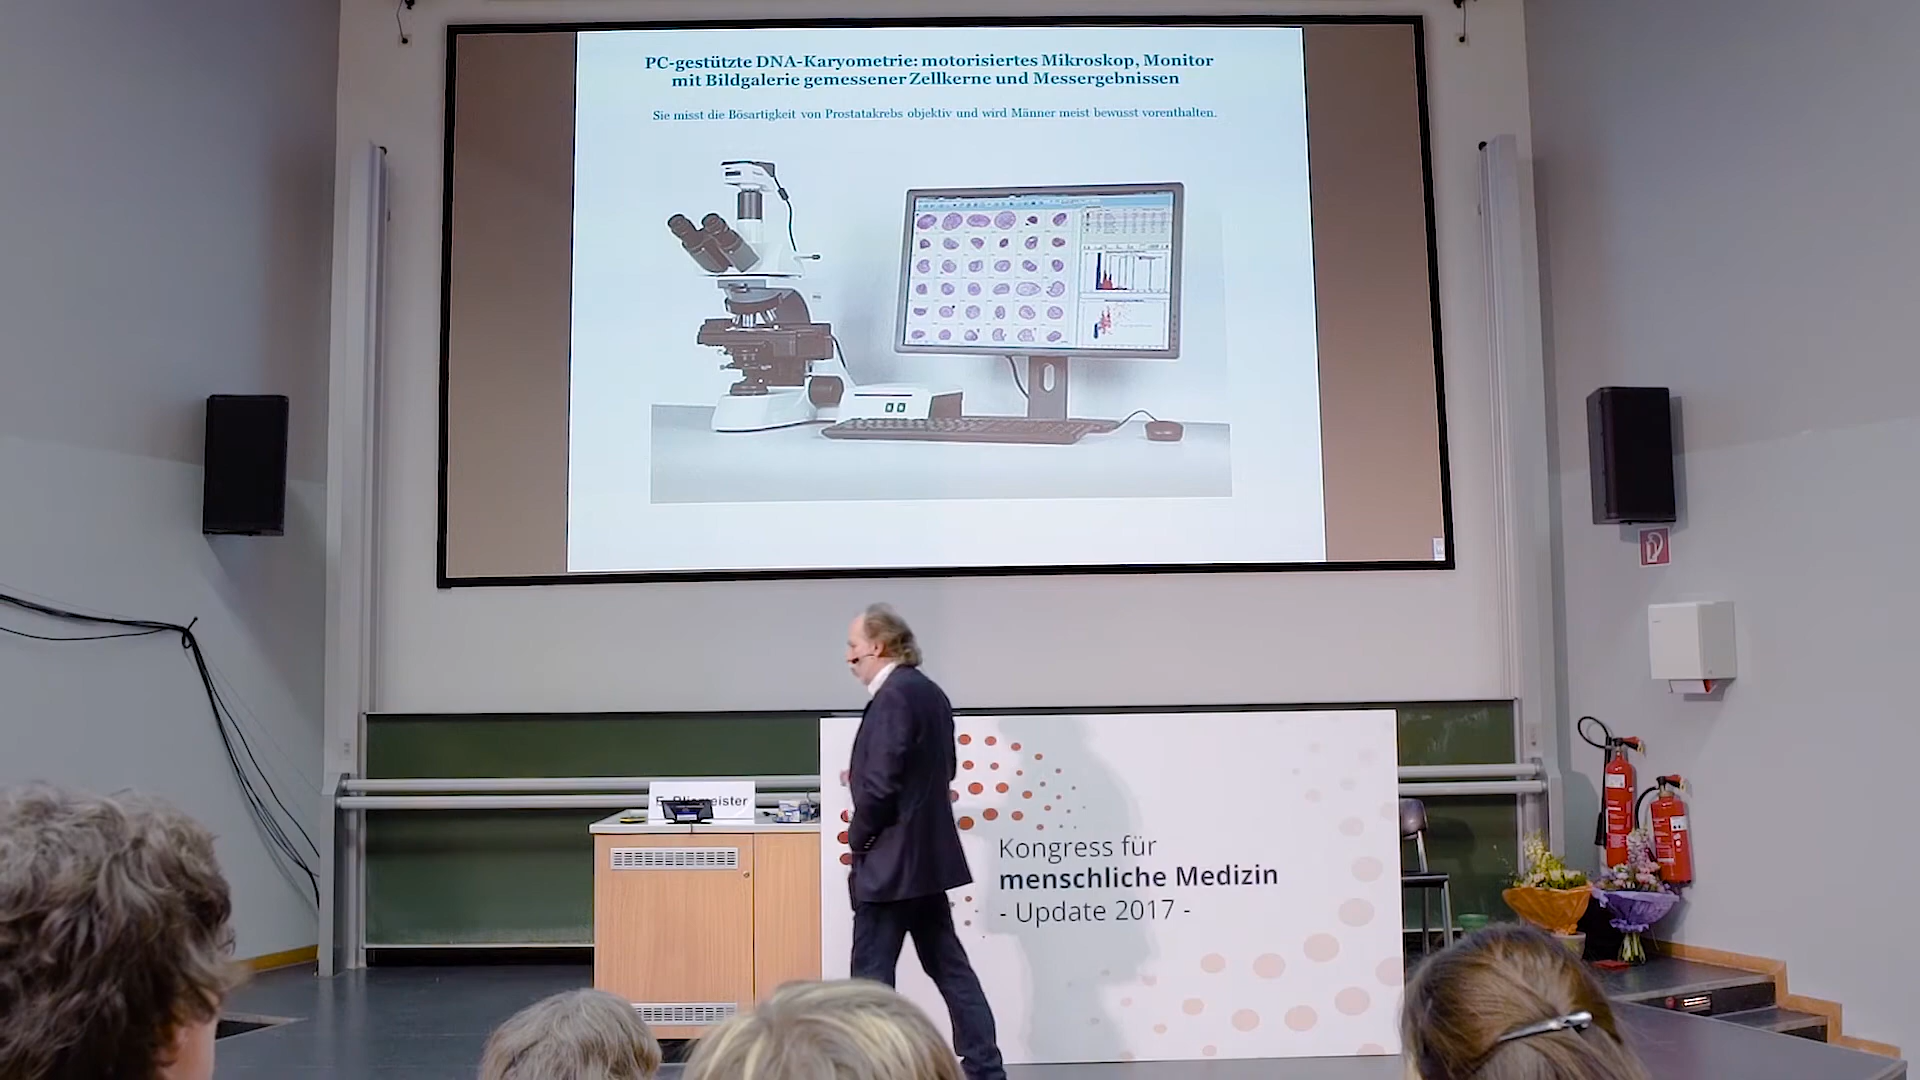 PC-gestützte DNA-Karyometrie: motorisiertes Mikroskop, Monitor
mit Bildgalerie gemessener Zellkerne und Messergebnissen
Sie misst die Bösartigkeit von Prostatakrebs objektiv und wird Männer meist bewusst vorenthalten.
Kongress für
menschliche Medizin
- Update 2017 -